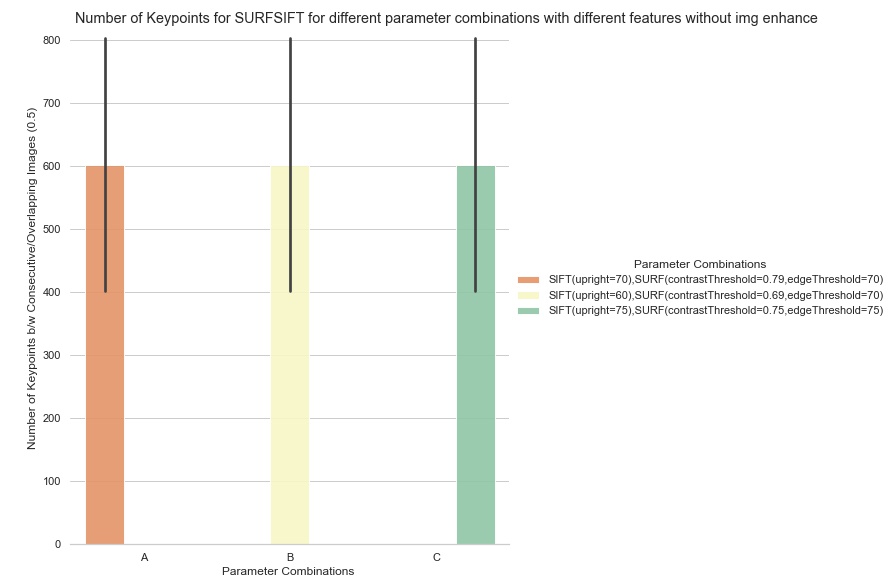 Number of Keypoints for SURFSIFT for different parameter combinations with different features without img enhance
800
700
600
500
400
300
200
100
0
Number of Keypoints b/w Consecutive/Overlapping Images (0.5)
A
B
C
Parameter Combinations
Parameter Combinations
SIFT(upright=70),SURF(contrastThreshold=0.79,edgeThreshold=70)
SIFT(upright=60),SURF(contrastThreshold=0.69,edgeThreshold=70)
SIFT(upright=75),SURF(contrastThreshold=0.75,edgeThreshold=75)